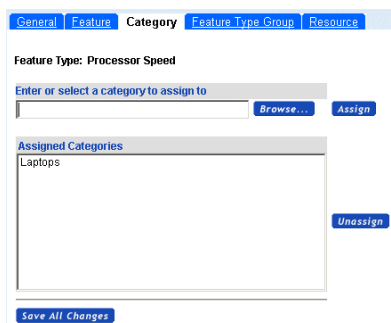 General Feature Category Feature Type Group Resource
Feature Type: Processor Speed
Enter or select a category to assign to
Browse... Assign
Assigned Categories
Laptops
Unassign
Save All Changes